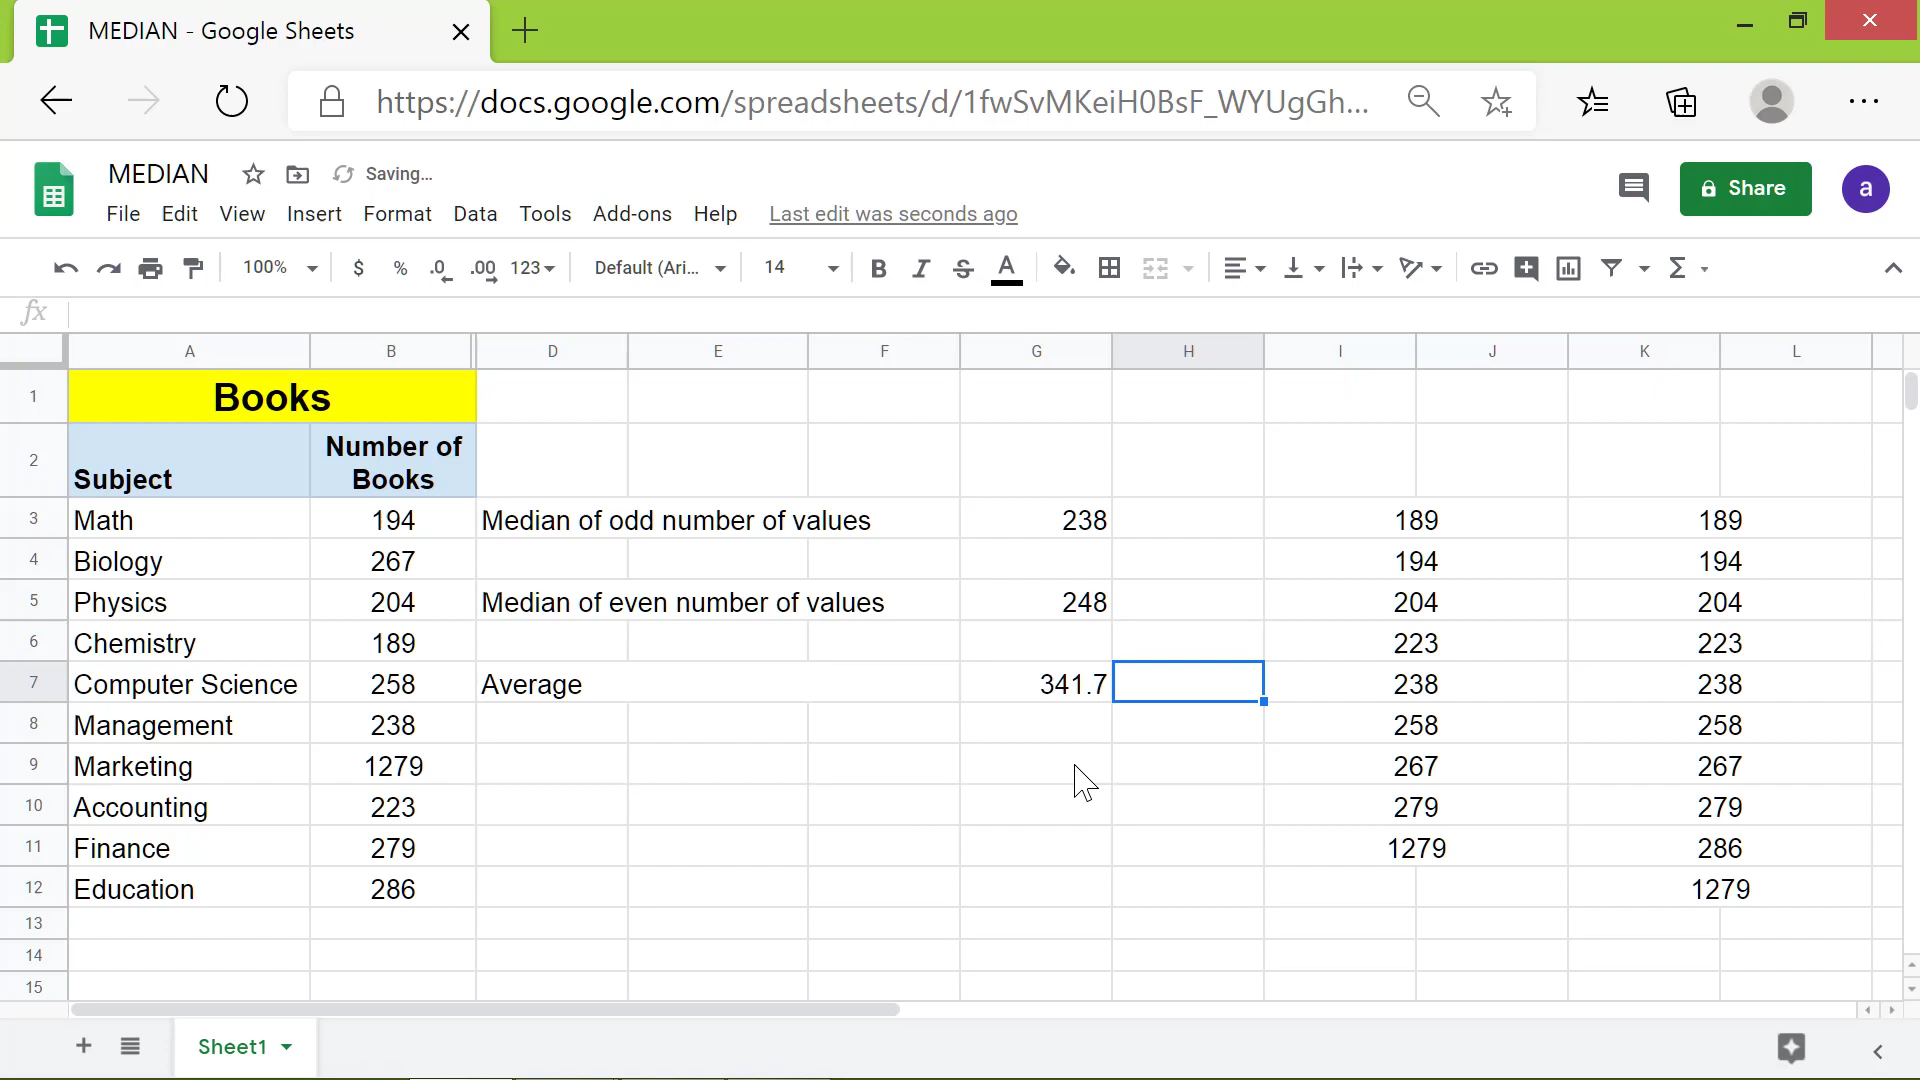 MEDIAN - Google Sheets
https://docs.google.com/spreadsheets/d/1fwSvMKeiH0BsF_WYUgGh...
MEDIAN Saving...
File Edit View Insert Format Data Tools Add-ons Help Last edit was seconds ago
Share
a
100% $ % .0 .00 123 Default (Ari... 14 B I S A Σ
fx
A B D E F G H I J K L
1 Books
2 Subject Number of Books
3 Math 194 Median of odd number of values 238 189 189
4 Biology 267 194 194
5 Physics 204 Median of even number of values 248 204 204
6 Chemistry 189 223 223
7 Computer Science 258 Average 341.7 238 238
8 Management 238 258 258
9 Marketing 1279 267 267
10 Accounting 223 279 279
11 Finance 279 1279 286
12 Education 286 1279
13
14
15
Sheet1